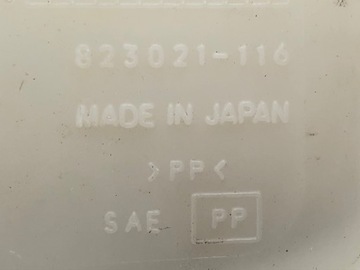 823021-116
MADE IN JAPAN
>PP<
SAE PP